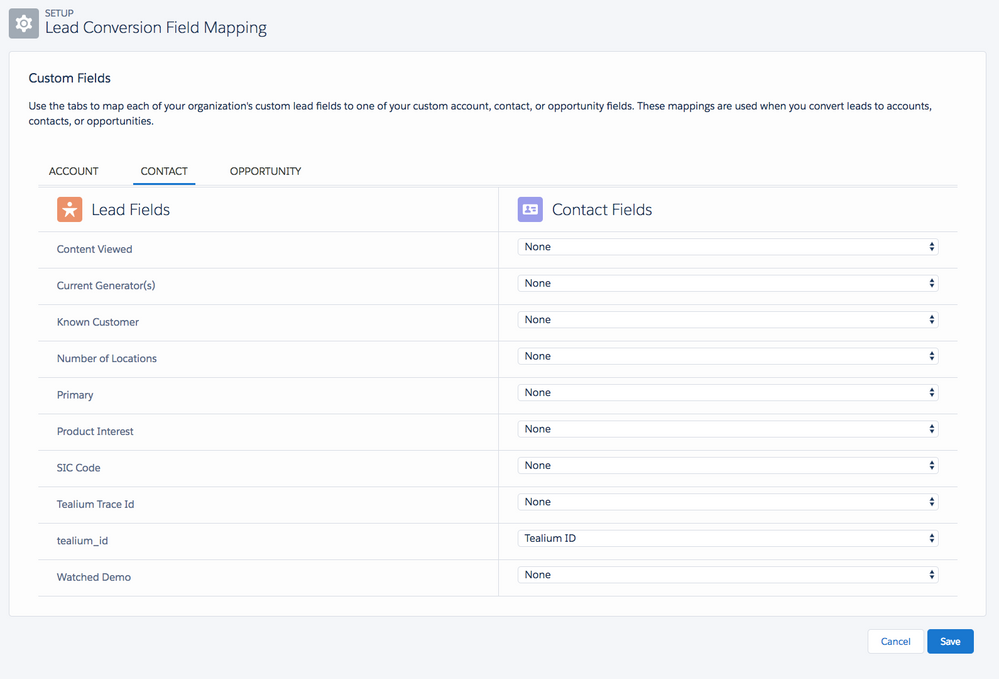 SETUP
Lead Conversion Field Mapping
Custom Fields
Use the tabs to map each of your organization's custom lead fields to one of your custom account, contact, or opportunity fields. These mappings are used when you convert leads to accounts,
contacts, or opportunities.
ACCOUNT CONTACT OPPORTUNITY
Lead Fields Contact Fields
Content Viewed None
Current Generator(s) None
Known Customer None
Number of Locations None
Primary None
Product Interest None
SIC Code None
Tealium Trace Id None
tealium_id Tealium ID
Watched Demo None
Cancel Save